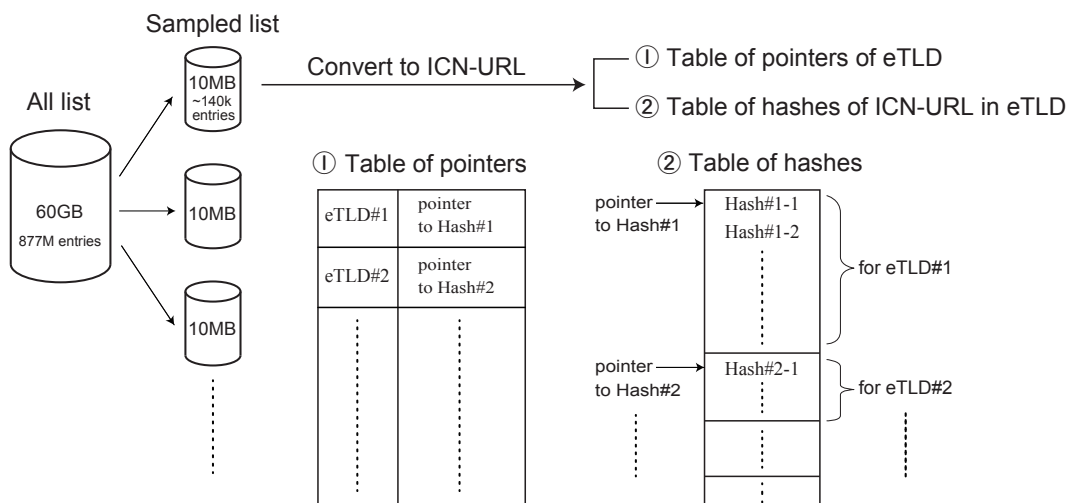 Sampled list
All list
60GB
877M entries
10MB
~140k
entries
10MB
10MB
Convert to ICN-URL
① Table of pointers of eTLD
② Table of hashes of ICN-URL in eTLD
① Table of pointers
eTLD#1
pointer
to Hash#1
eTLD#2
pointer
to Hash#2
② Table of hashes
pointer
to Hash#1
Hash#1-1
Hash#1-2
for eTLD#1
pointer
to Hash#2
Hash#2-1
for eTLD#2